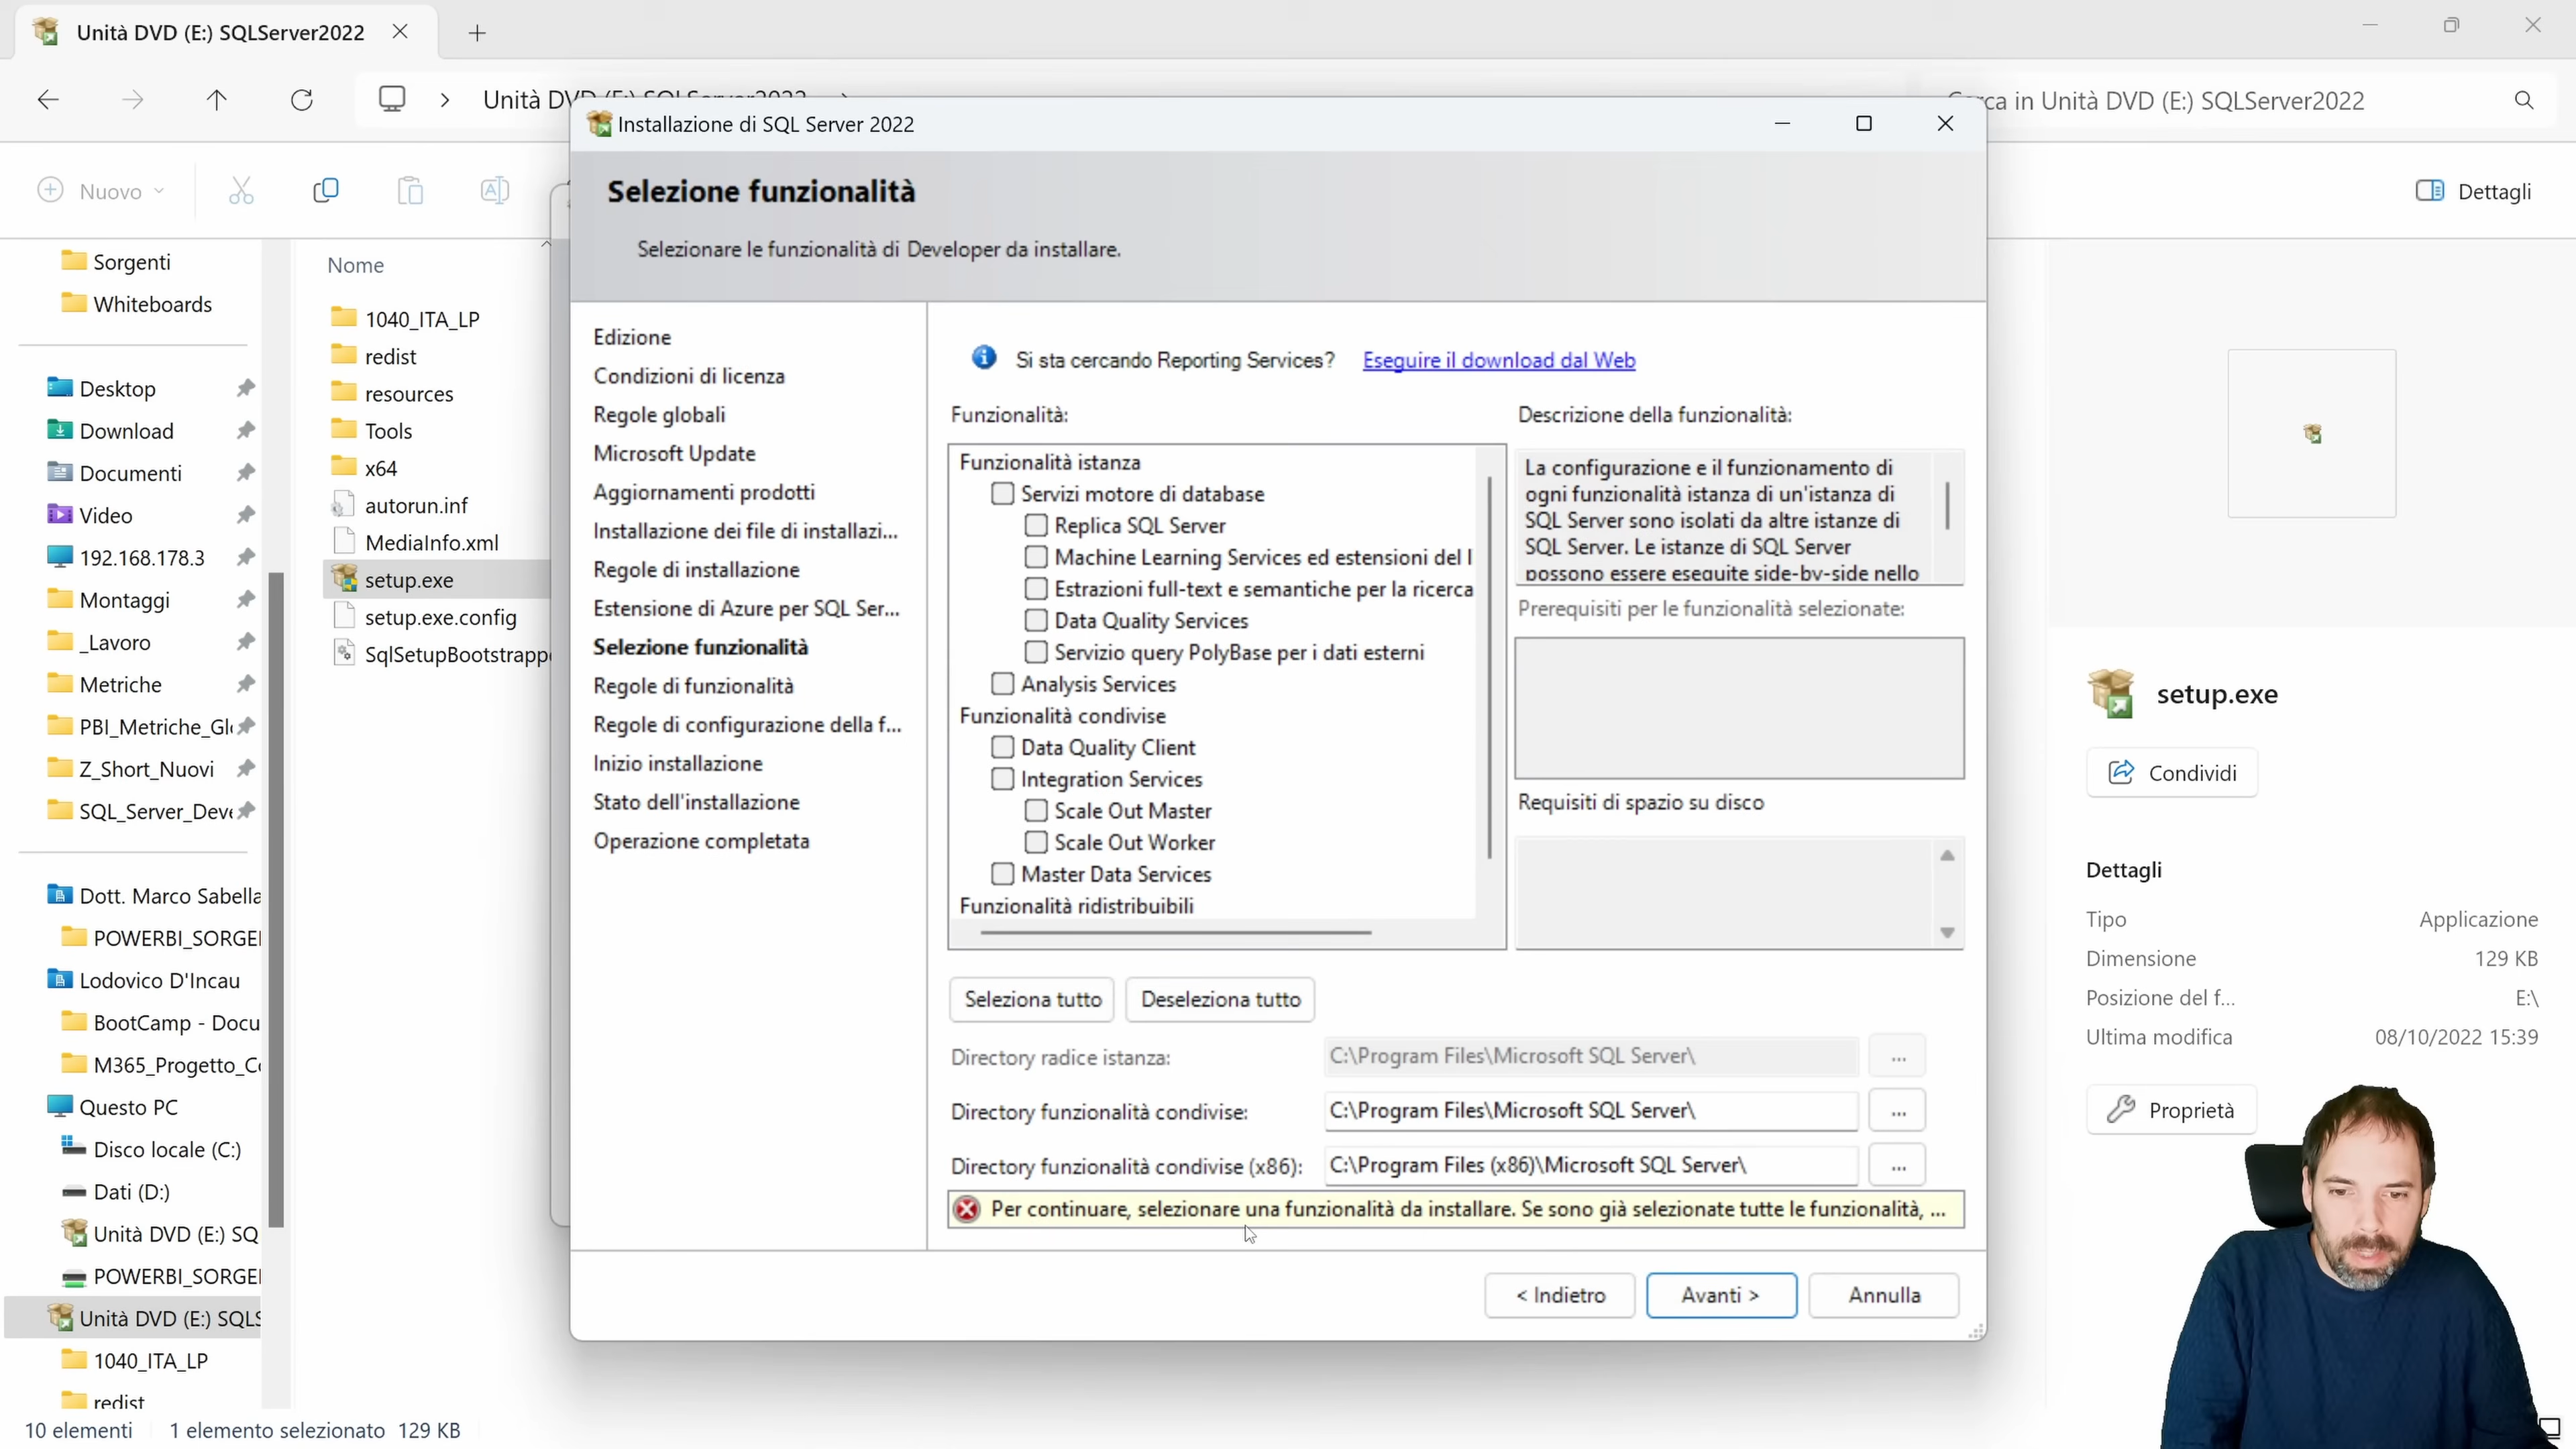 Unità DVD (E:) SQLServer2022
Cerca in Unità DVD (E:) SQLServer2022
Nuovo
Dettagli
Sorgenti
Whiteboards
Desktop
Download
Documenti
Video
192.168.178.3
Montaggi
_Lavoro
Metriche
PBI_Metriche_Gl
Z_Short_Nuovi
SQL_Server_Deve
Dott. Marco Sabella
POWERBI_SORGE
Lodovico D'Incau
BootCamp - Docu
M365_Progetto_C
Questo PC
Disco locale (C:)
Dati (D:)
Unità DVD (E:) SQ
POWERBI_SORGE
Unità DVD (E:) SQLS
1040_ITA_LP
redist
Nome
1040_ITA_LP
redist
resources
Tools
x64
autorun.inf
MediaInfo.xml
setup.exe
setup.exe.config
SqlSetupBootstrappe
10 elementi
1 elemento selezionato 129 KB
Installazione di SQL Server 2022
Selezione funzionalità
Selezionare le funzionalità di Developer da installare.
Edizione
Condizioni di licenza
Regole globali
Microsoft Update
Aggiornamenti prodotti
Installazione dei file di installazi...
Regole di installazione
Estensione di Azure per SQL Ser...
Selezione funzionalità
Regole di funzionalità
Regole di configurazione della f...
Inizio installazione
Stato dell'installazione
Operazione completata
Si sta cercando Reporting Services? Eseguire il download dal Web
Funzionalità:
Funzionalità istanza
Servizi motore di database
Replica SQL Server
Machine Learning Services ed estensioni del l
Estrazioni full-text e semantiche per la ricerca
Data Quality Services
Servizio query PolyBase per i dati esterni
Analysis Services
Funzionalità condivise
Data Quality Client
Integration Services
Scale Out Master
Scale Out Worker
Master Data Services
Funzionalità ridistribuibili
Descrizione della funzionalità:
La configurazione e il funzionamento di
ogni funzionalità istanza di un'istanza di
SQL Server sono isolati da altre istanze di
SQL Server. Le istanze di SQL Server
possono essere eseguite side-by-side nello
Prerequisiti per le funzionalità selezionate:
Requisiti di spazio su disco
Seleziona tutto
Deseleziona tutto
Directory radice istanza: C:\Program Files\Microsoft SQL Server\ ...
Directory funzionalità condivise: C:\Program Files\Microsoft SQL Server\ ...
Directory funzionalità condivise (x86): C:\Program Files (x86)\Microsoft SQL Server\ ...
Per continuare, selezionare una funzionalità da installare. Se sono già selezionate tutte le funzionalità, ...
< Indietro
Avanti >
Annulla
setup.exe
Condividi
Dettagli
Tipo Applicazione
Dimensione 129 KB
Posizione del f... E:\
Ultima modifica 08/10/2022 15:39
Proprietà